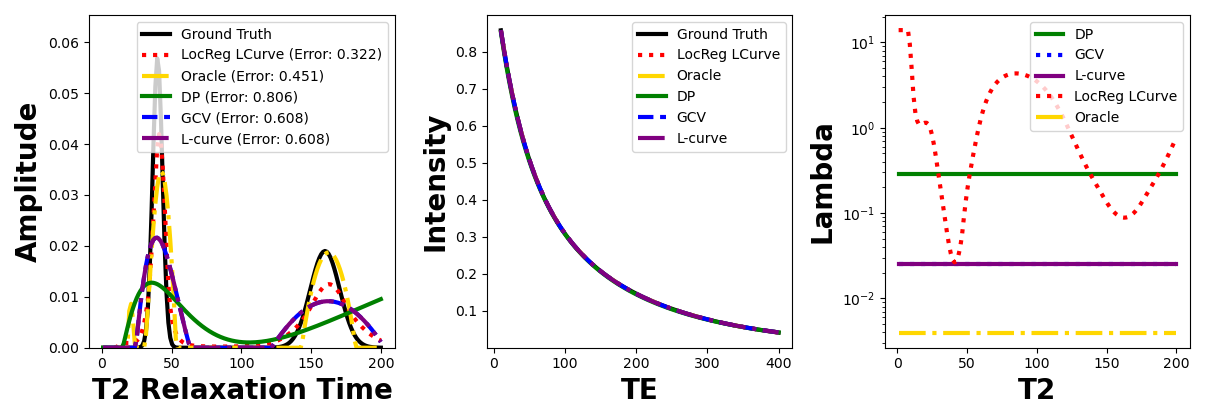 Amplitude
0.06
0.05
0.04
0.03
0.02
0.01
0.00
0 50 100 150 200
T2 Relaxation Time
Ground Truth
LocReg LCurve (Error: 0.322)
Oracle (Error: 0.451)
DP (Error: 0.806)
GCV (Error: 0.608)
L-curve (Error: 0.608)
Intensity
0.8
0.7
0.6
0.5
0.4
0.3
0.2
0.1
0 100 200 300 400
TE
Ground Truth
LocReg LCurve
Oracle
DP
GCV
L-curve
Lambda
10¹
10⁰
10⁻¹
10⁻²
0 50 100 150 200
T2
DP
GCV
L-curve
LocReg LCurve
Oracle